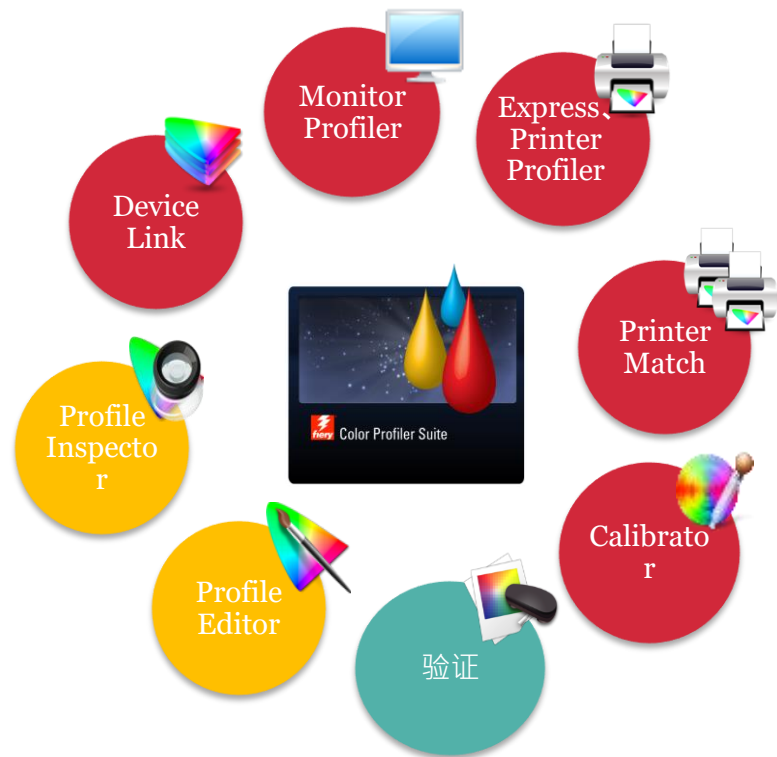 Monitor
Profiler
Express、
Printer
Profiler
Device
Link
Printer
Match
Profile
Inspecto
r
fiery Color Profiler Suite
Calibrato
r
Profile
Editor
验证